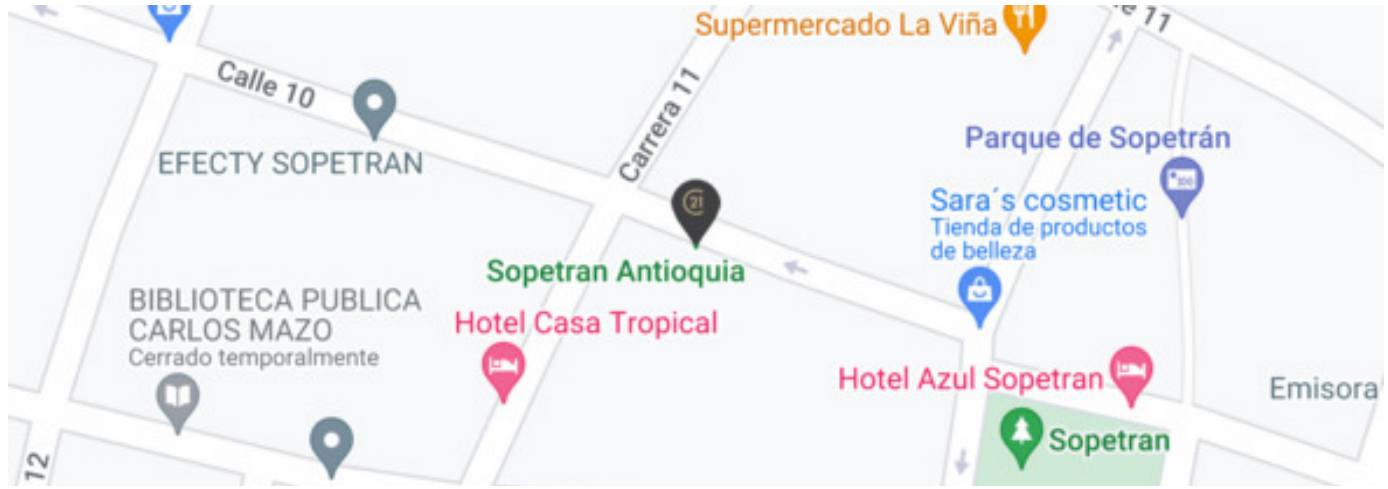 Supermercado La Viña
11
Calle 10
Carrera 11
EFECTY SOPETRAN
Parque de Sopetrán
Sara´s cosmetic
Tienda de productos
de belleza
21
Sopetran Antioquia
BIBLIOTECA PUBLICA
CARLOS MAZO
Cerrado temporalmente
Hotel Casa Tropical
Hotel Azul Sopetran
Emisora
Sopetran
12